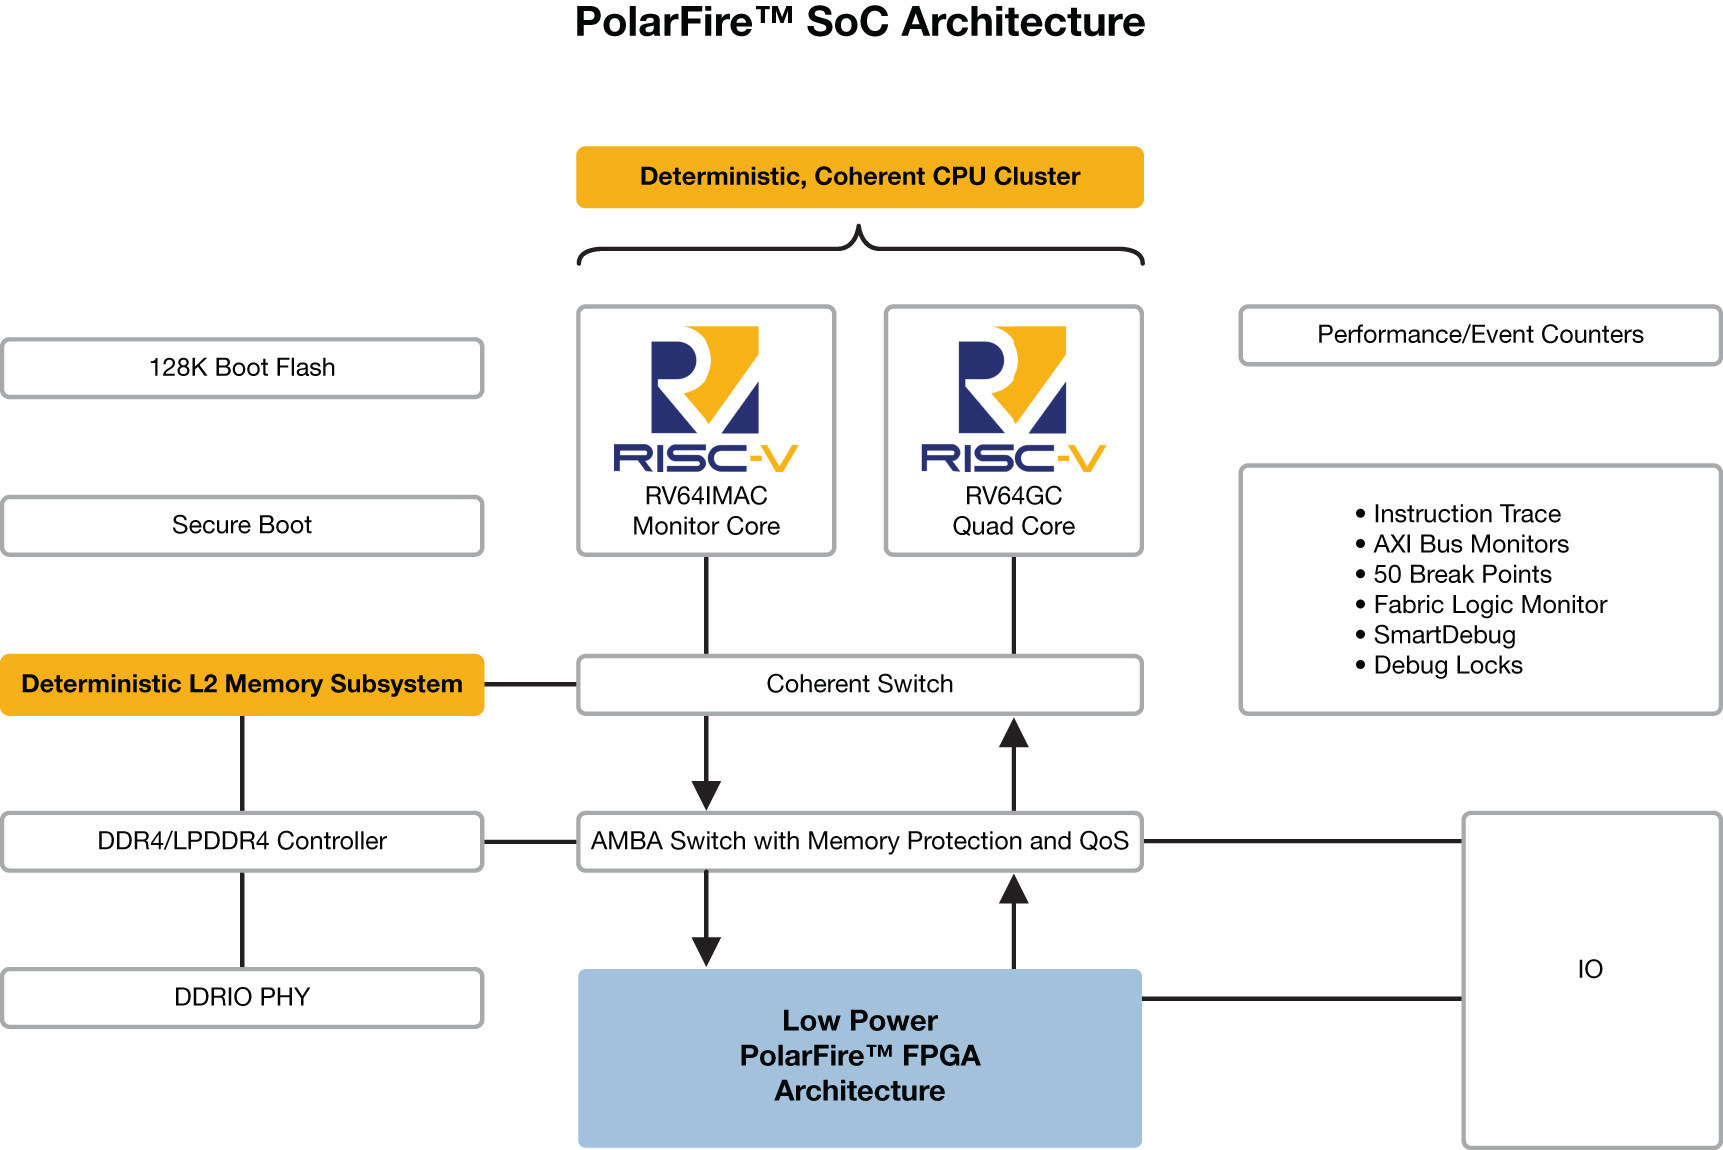 PolarFire™ SoC Architecture
Deterministic, Coherent CPU Cluster
128K Boot Flash
Secure Boot
RISC-V
RV64IMAC
Monitor Core
RISC-V
RV64GC
Quad Core
Performance/Event Counters
• Instruction Trace
• AXI Bus Monitors
• 50 Break Points
• Fabric Logic Monitor
• SmartDebug
• Debug Locks
Deterministic L2 Memory Subsystem
Coherent Switch
DDR4/LPDDR4 Controller
AMBA Switch with Memory Protection and QoS
DDRIO PHY
Low Power
PolarFire™ FPGA
Architecture
IO